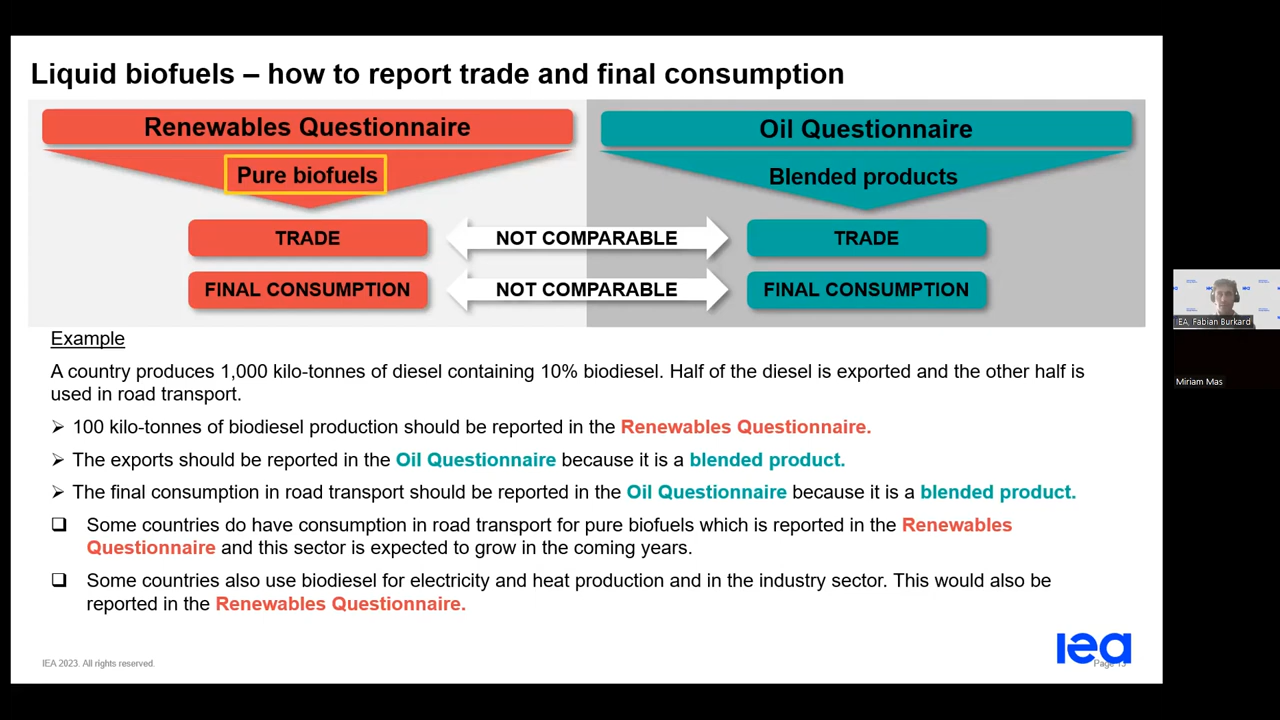 Liquid biofuels – how to report trade and final consumption
Renewables Questionnaire
Oil Questionnaire
Pure biofuels
Blended products
TRADE
NOT COMPARABLE
TRADE
FINAL CONSUMPTION
NOT COMPARABLE
FINAL CONSUMPTION
Example
A country produces 1,000 kilo-tonnes of diesel containing 10% biodiesel. Half of the diesel is exported and the other half is
used in road transport.
➢ 100 kilo-tonnes of biodiesel production should be reported in the Renewables Questionnaire.
➢ The exports should be reported in the Oil Questionnaire because it is a blended product.
➢ The final consumption in road transport should be reported in the Oil Questionnaire because it is a blended product.
❑ Some countries do have consumption in road transport for pure biofuels which is reported in the Renewables
Questionnaire and this sector is expected to grow in the coming years.
❑ Some countries also use biodiesel for electricity and heat production and in the industry sector. This would also be
reported in the Renewables Questionnaire.
IEA 2023. All rights reserved.
iea
Page
IEA, Fabian Burkard
Miriam Mas